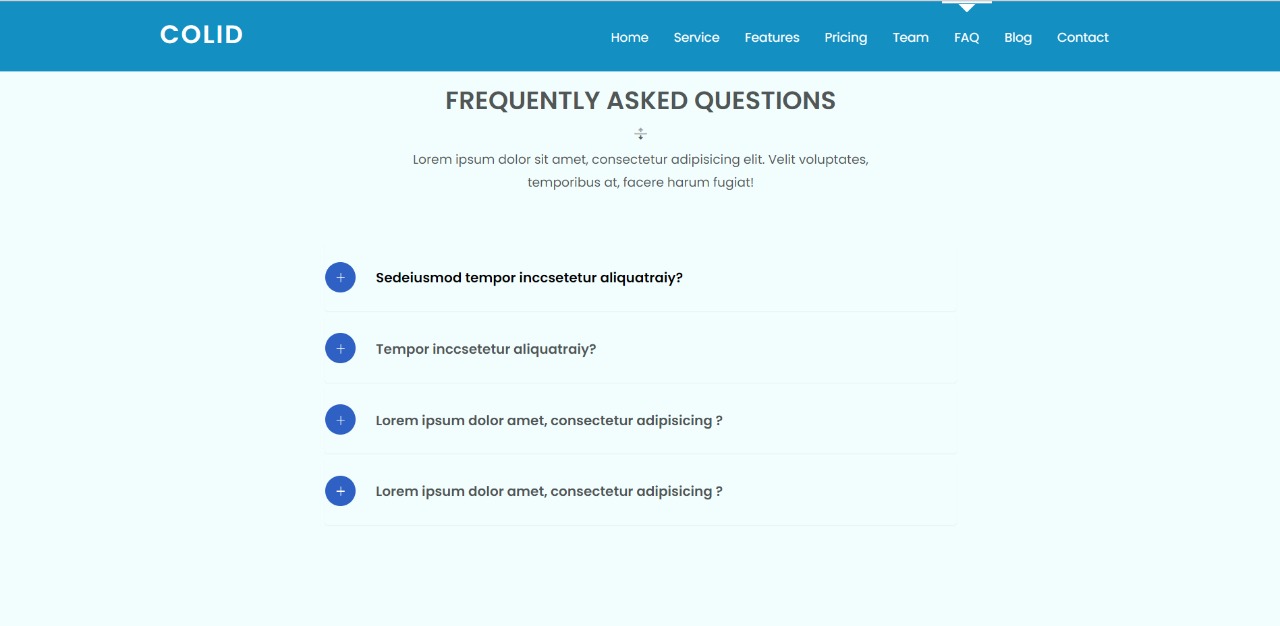 COLID
Home Service Features Pricing Team FAQ Blog Contact
FREQUENTLY ASKED QUESTIONS
Lorem ipsum dolor sit amet, consectetur adipisicing elit. Velit voluptates,
temporibus at, facere harum fugiat!
Sedeiusmod tempor inccsetetur aliquatraiy?
Tempor inccsetetur aliquatraiy?
Lorem ipsum dolor amet, consectetur adipisicing ?
Lorem ipsum dolor amet, consectetur adipisicing ?